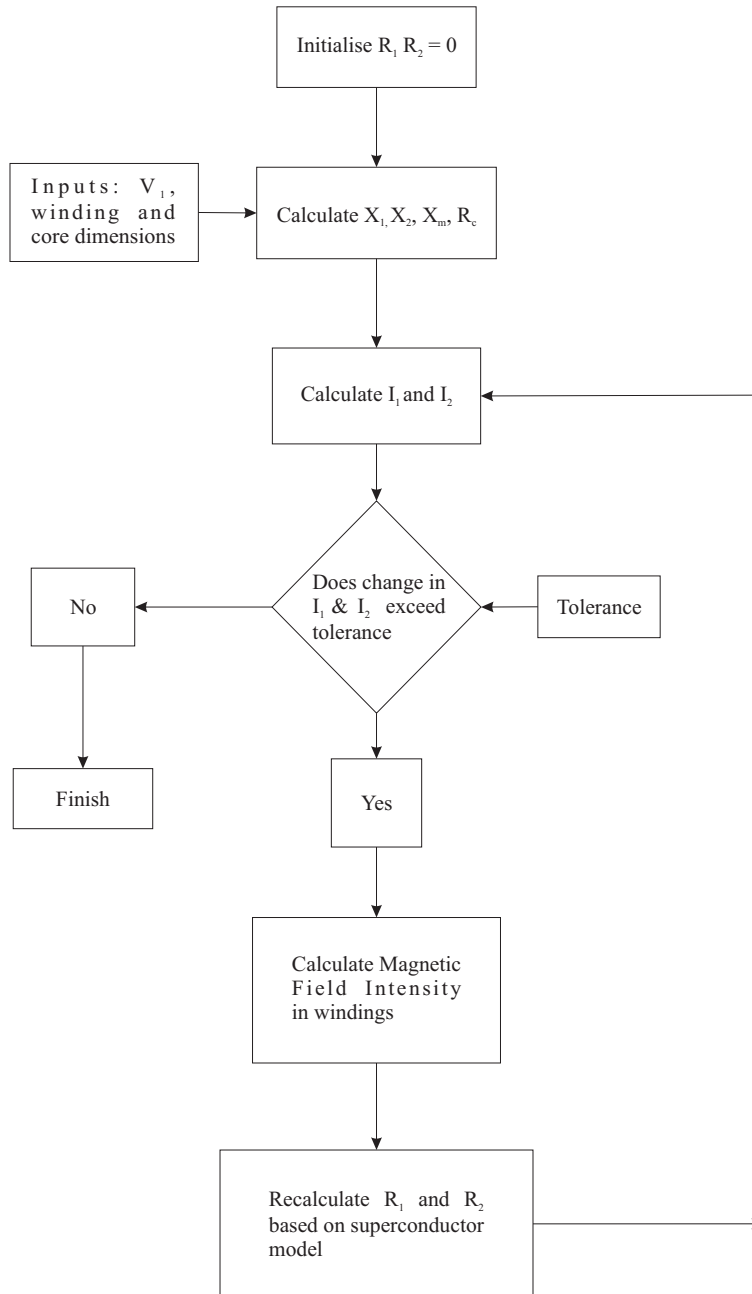 Initialise R₁ R₂ = 0
Inputs: V₁,
winding and
core dimensions
Calculate X₁, X₂, Xₘ, R꜀
Calculate I₁ and I₂
Does change in
I₁ & I₂ exceed
tolerance
Tolerance
No
Finish
Yes
Calculate Magnetic
Field Intensity
in windings
Recalculate R₁ and R₂
based on superconductor
model